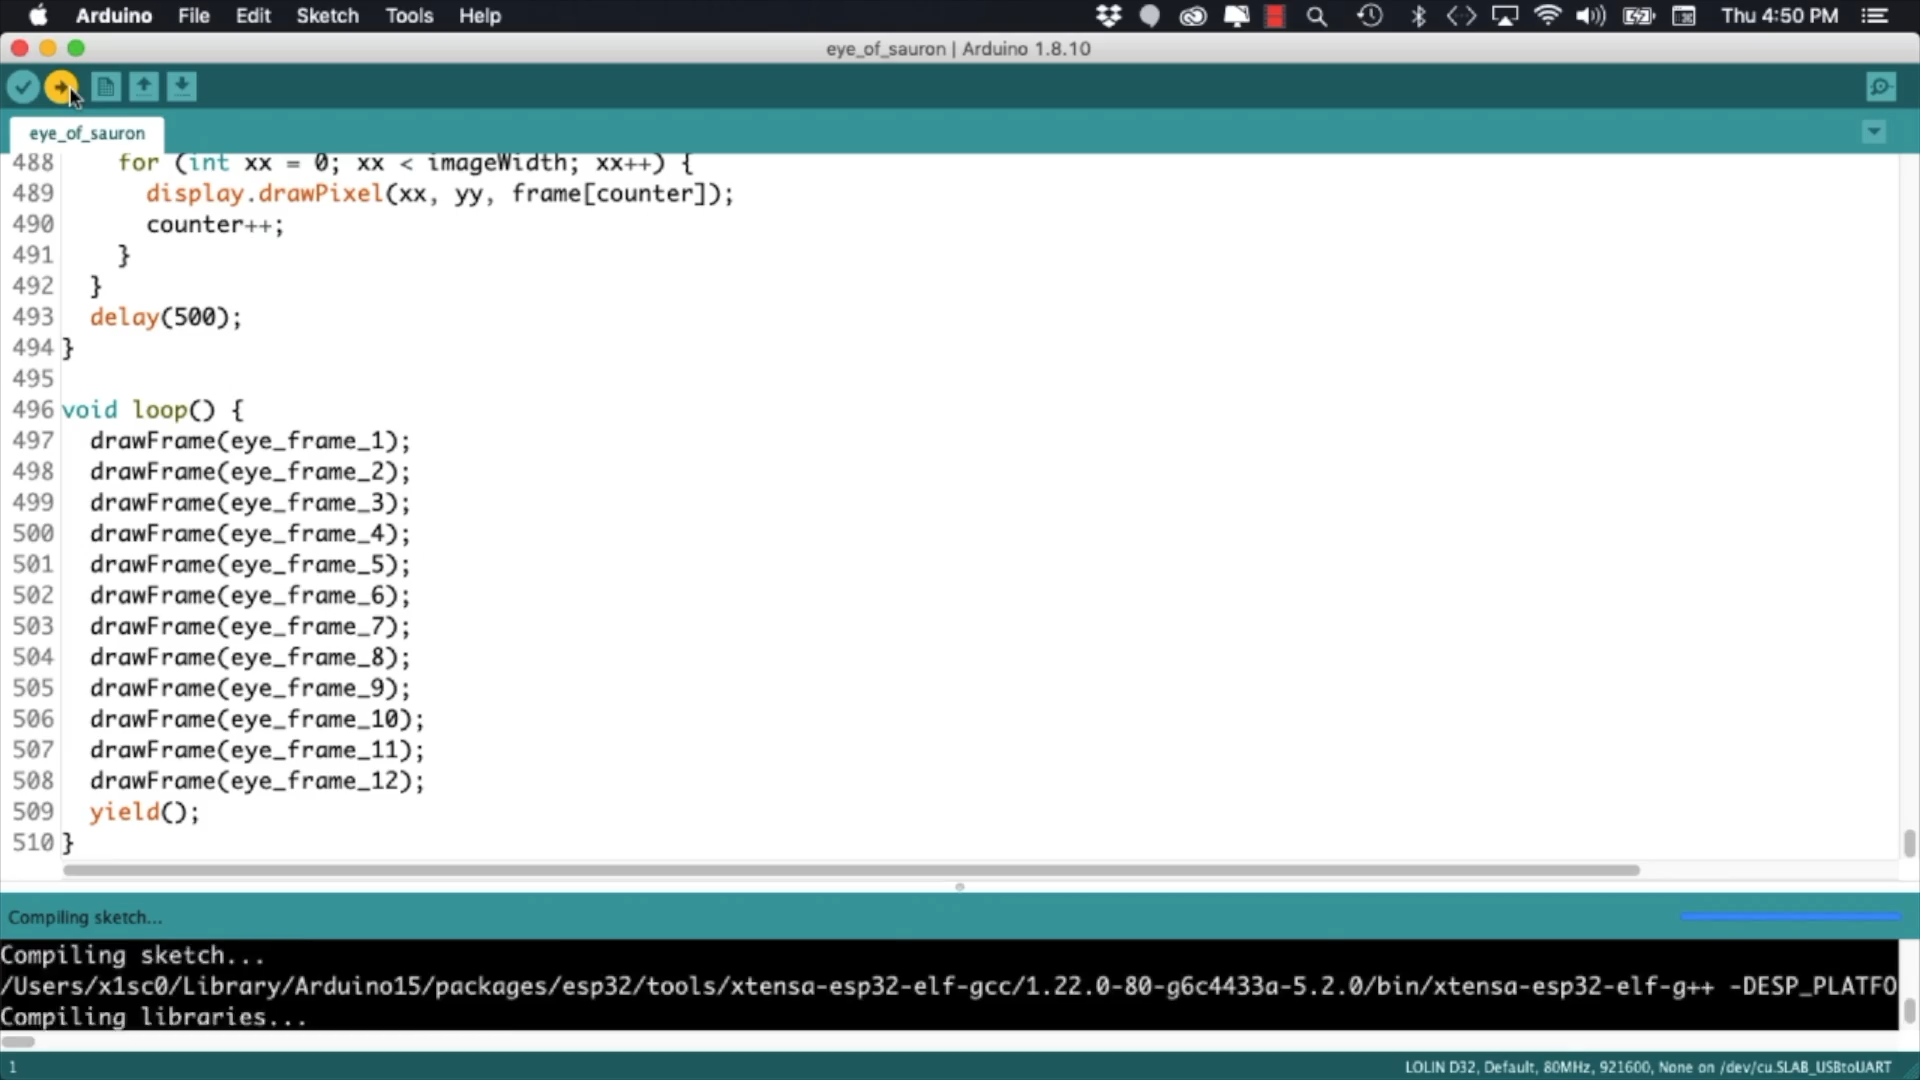 Arduino File Edit Sketch Tools Help Thu 4:50 PM
eye_of_sauron | Arduino 1.8.10
eye_of_sauron
488     for (int xx = 0; xx < imageWidth; xx++) {
489       display.drawPixel(xx, yy, frame[counter]);
490       counter++;
491     }
492   }
493   delay(500);
494 }
495
496 void loop() {
497   drawFrame(eye_frame_1);
498   drawFrame(eye_frame_2);
499   drawFrame(eye_frame_3);
500   drawFrame(eye_frame_4);
501   drawFrame(eye_frame_5);
502   drawFrame(eye_frame_6);
503   drawFrame(eye_frame_7);
504   drawFrame(eye_frame_8);
505   drawFrame(eye_frame_9);
506   drawFrame(eye_frame_10);
507   drawFrame(eye_frame_11);
508   drawFrame(eye_frame_12);
509   yield();
510 }
Compiling sketch...
Compiling sketch...
/Users/x1sc0/Library/Arduino15/packages/esp32/tools/xtensa-esp32-elf-gcc/1.22.0-80-g6c4433a-5.2.0/bin/xtensa-esp32-elf-g++ -DESP_PLATFO
Compiling libraries...
1 LOLIN D32, Default, 80MHz, 921600, None on /dev/cu.SLAB_USBtoUART